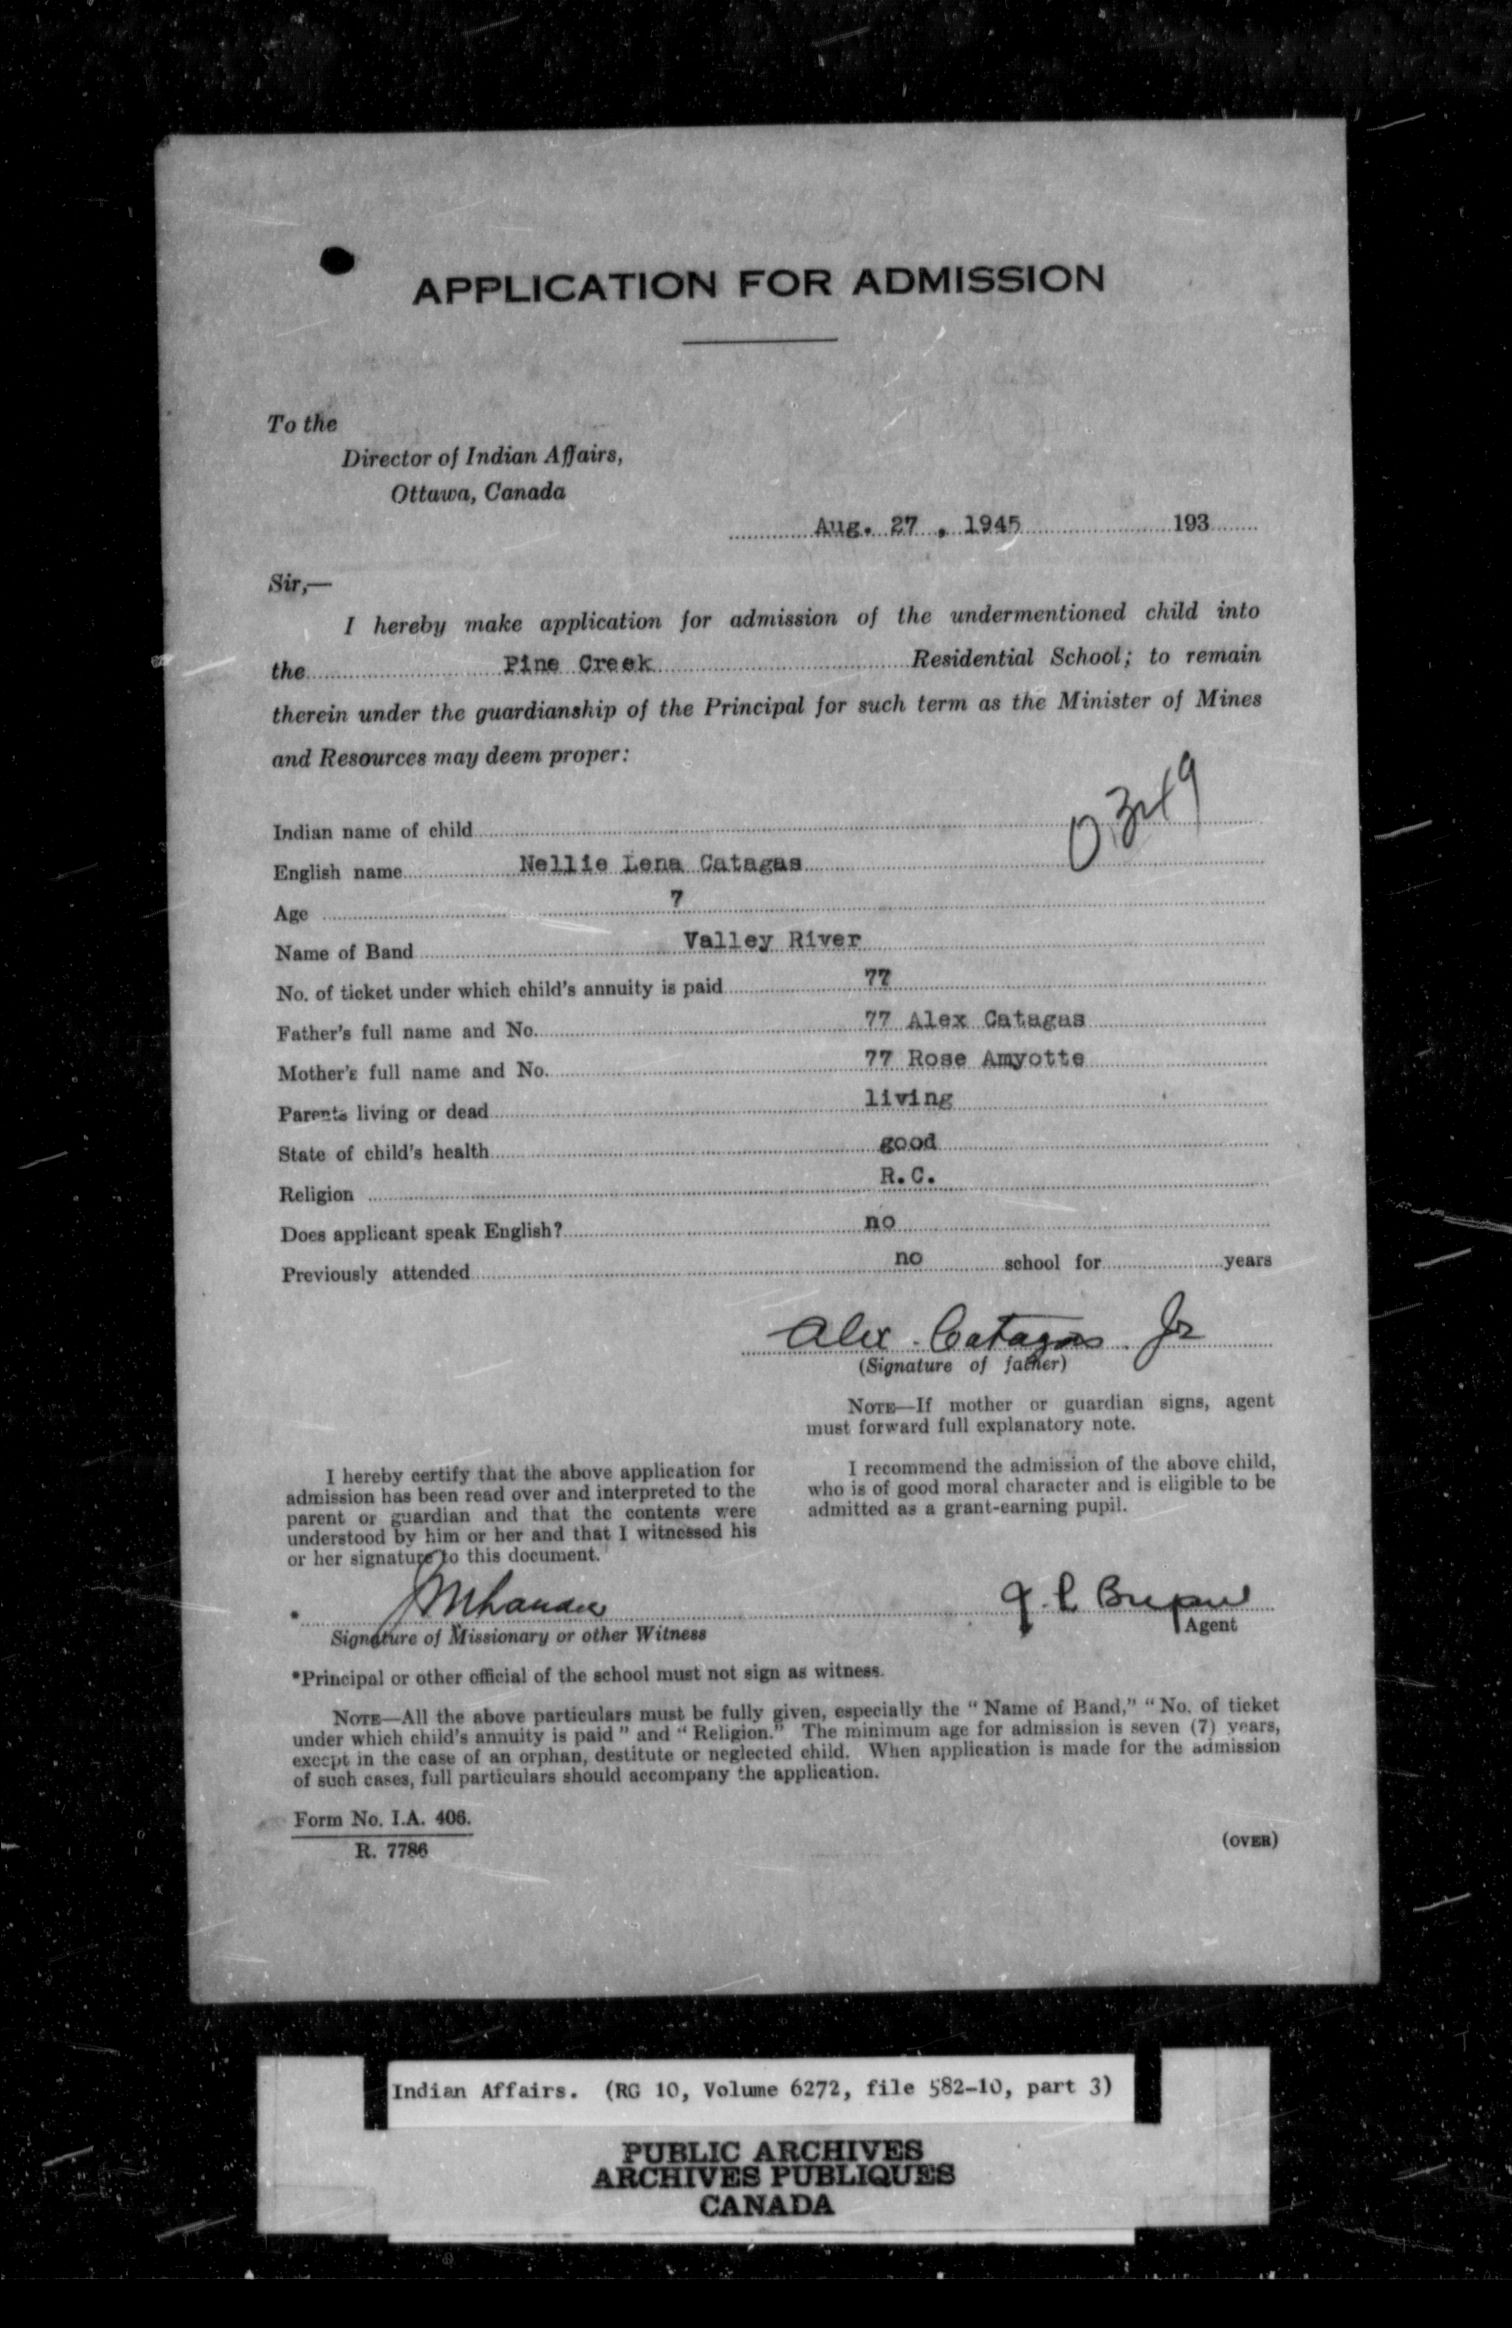 APPLICATION FOR ADMISSION
To the
Director of Indian Affairs,
Ottawa, Canada
Aug. 27 , 1945 193
Sir,—
I hereby make application for admission of the undermentioned child into
the Pine Creek Residential School; to remain
therein under the guardianship of the Principal for such term as the Minister of Mines
and Resources may deem proper:
Indian name of child
English name Nellie Lena Catagas
Age 7
Name of Band Valley River
No. of ticket under which child's annuity is paid 77
Father's full name and No. 77 Alex Catagas
Mother's full name and No. 77 Rose Amyotte
Parents living or dead living
State of child's health good
Religion R.C.
Does applicant speak English? no
Previously attended no school for years
Alex Catagas Jr
(Signature of father)
NOTE—If mother or guardian signs, agent
must forward full explanatory note.
I hereby certify that the above application for
admission has been read over and interpreted to the
parent or guardian and that the contents were
understood by him or her and that I witnessed his
or her signature to this document.
I recommend the admission of the above child,
who is of good moral character and is eligible to be
admitted as a grant-earning pupil.
*
Signature of Missionary or other Witness
Agent
*Principal or other official of the school must not sign as witness.
NOTE—All the above particulars must be fully given, especially the " Name of Band," " No. of ticket
under which child's annuity is paid " and " Religion." The minimum age for admission is seven (7) years,
except in the case of an orphan, destitute or neglected child. When application is made for the admission
of such cases, full particulars should accompany the application.
Form No. I.A. 406.
R. 7786
(OVER)
Indian Affairs. (RG 10, Volume 6272, file 582-10, part 3)
PUBLIC ARCHIVES
ARCHIVES PUBLIQUES
CANADA